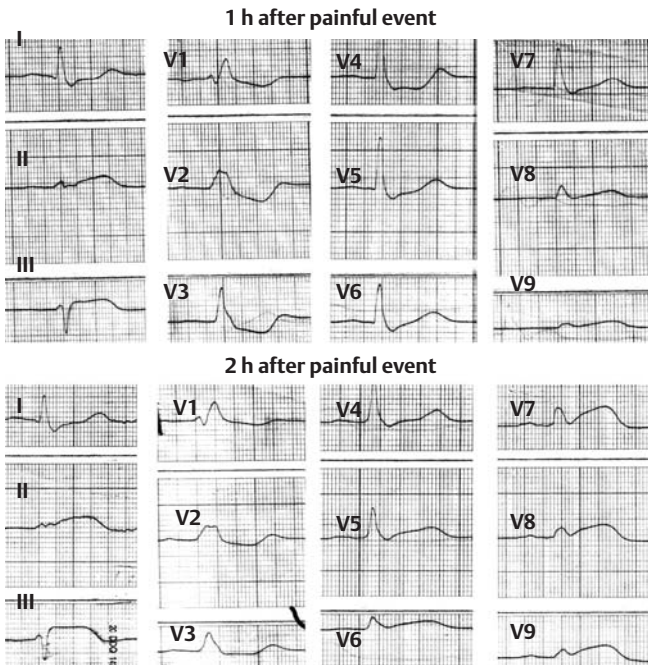 1 h after painful event
I V1 V4 V7
II V2 V5 V8
III V3 V6 V9
2 h after painful event
I V1 V4 V7
II V2 V5 V8
III V3 V6 V9